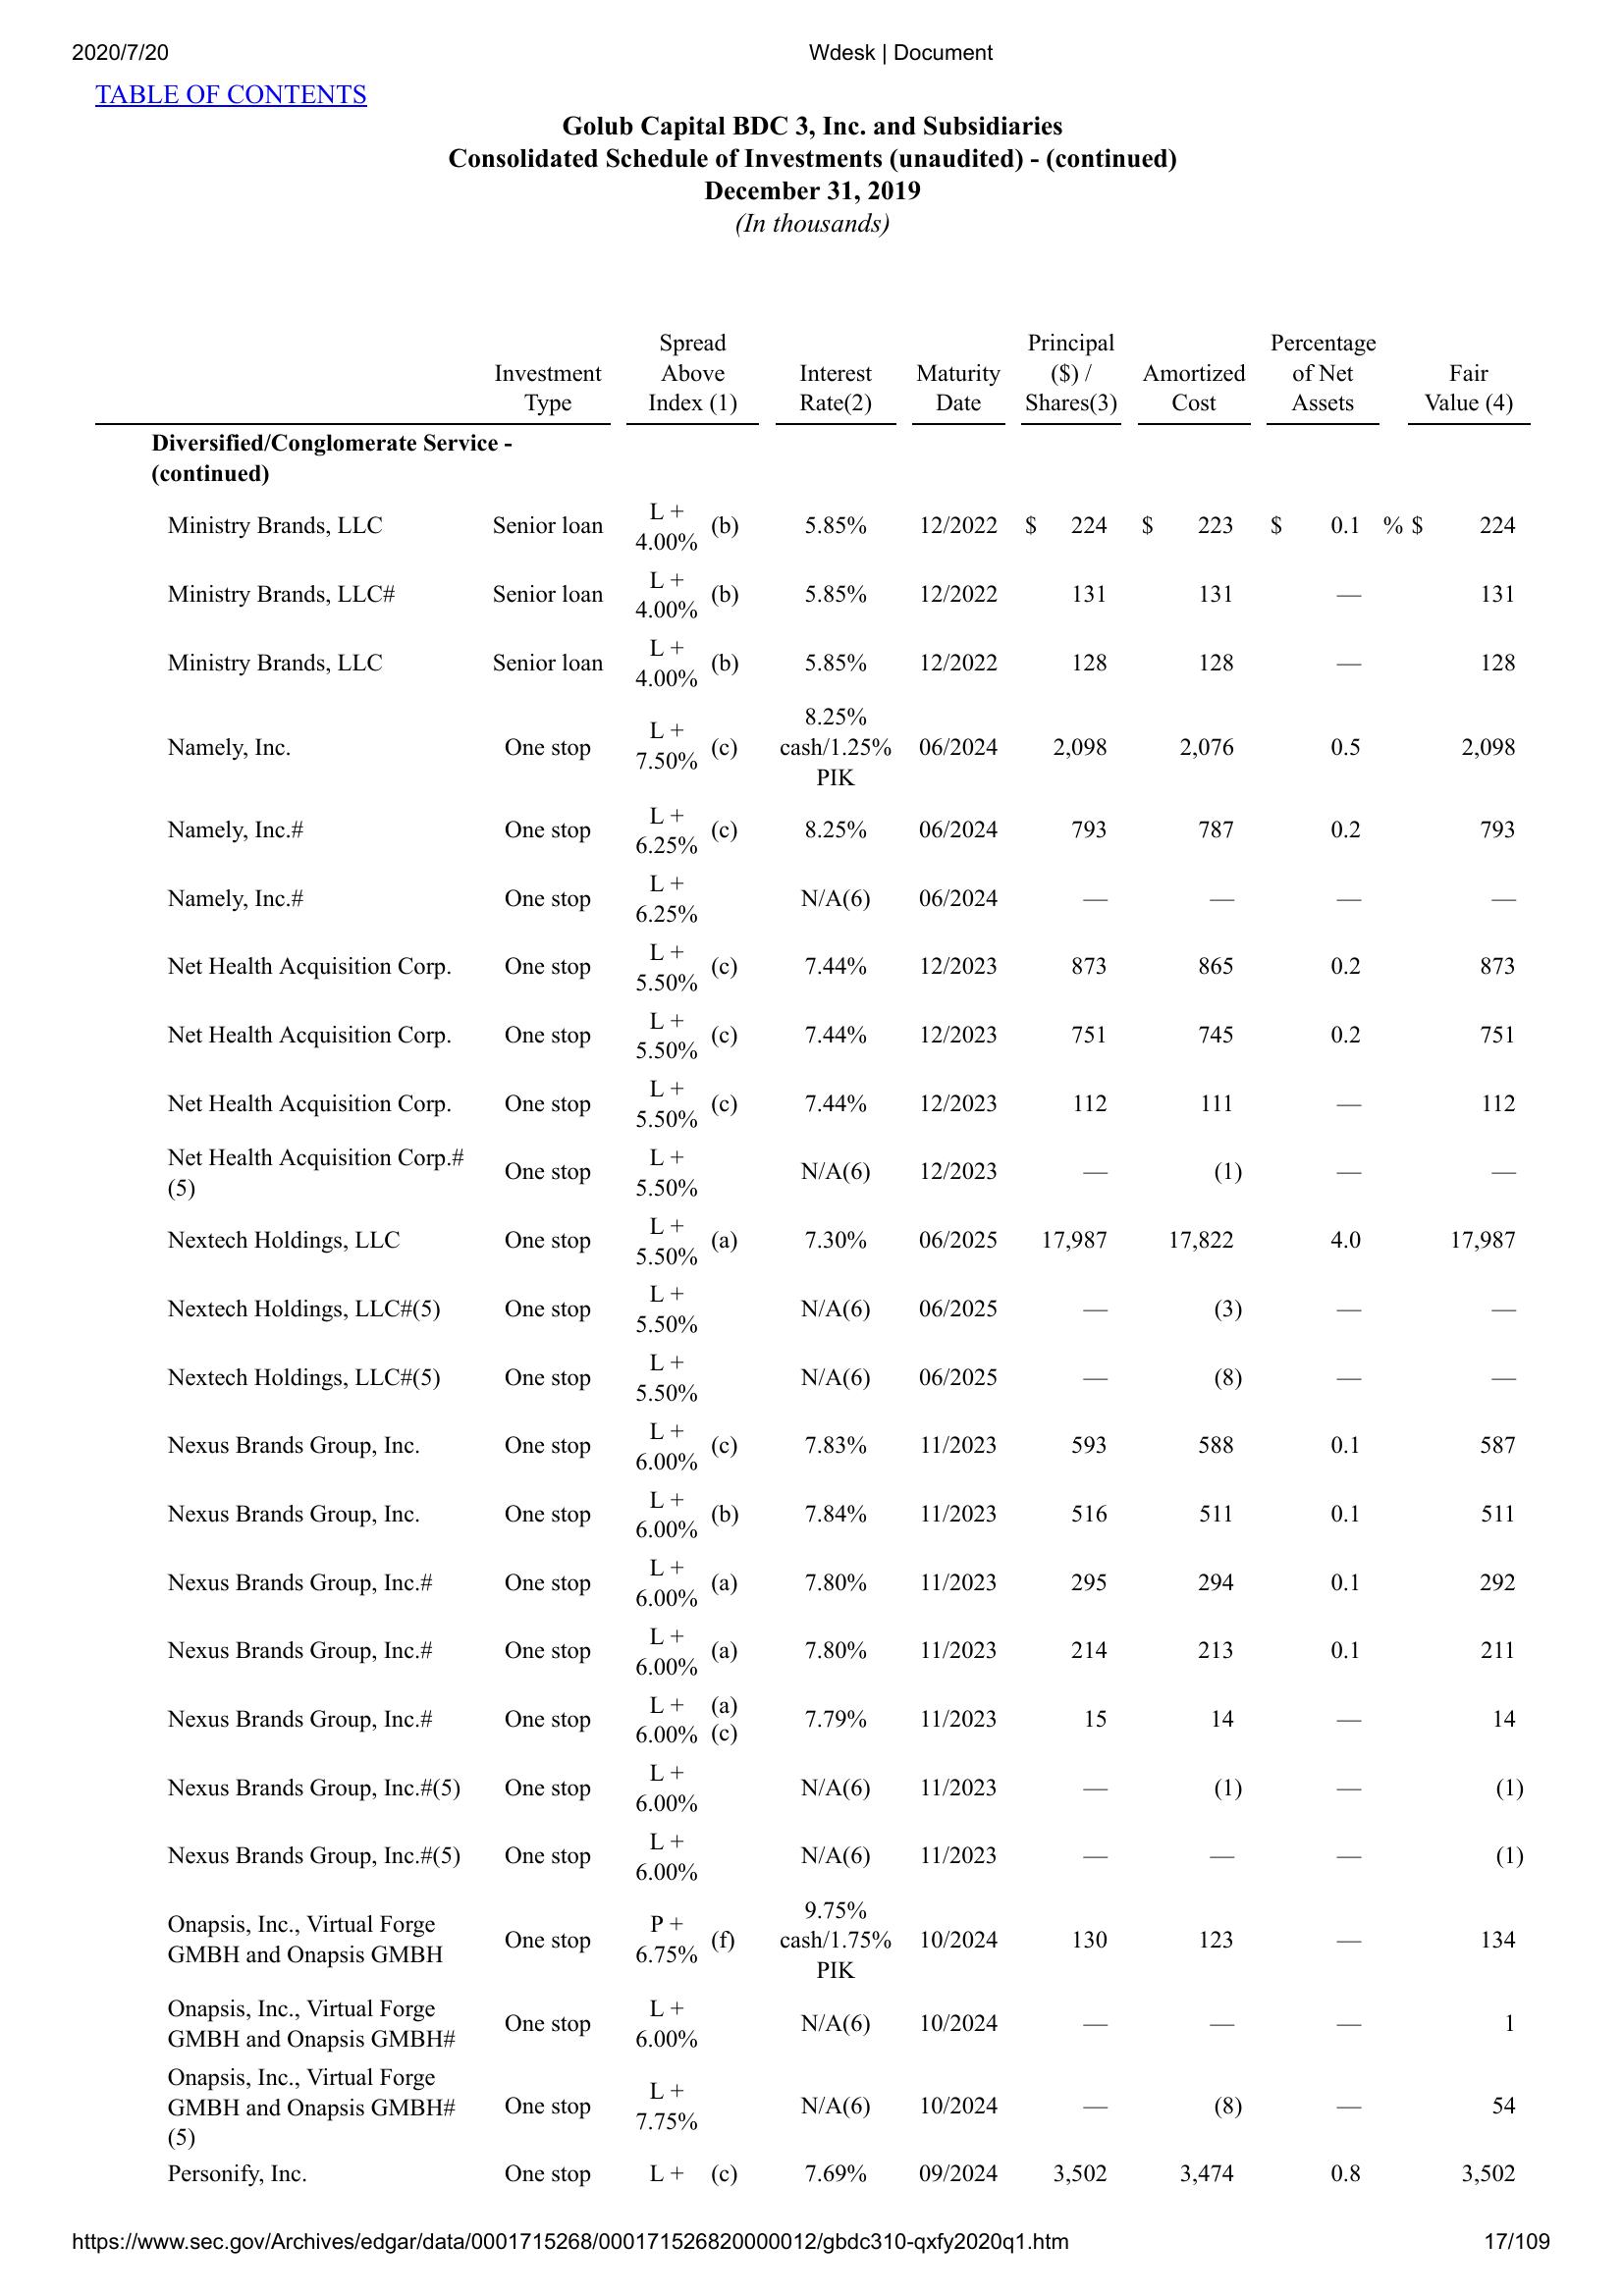 2020/7/20 Wdesk | Document
TABLE OF CONTENTS
Golub Capital BDC 3, Inc. and Subsidiaries
Consolidated Schedule of Investments (unaudited) - (continued)
December 31, 2019
(In thousands)
Spread Principal Percentage
Investment Above Interest Maturity ($) / Amortized of Net Fair
Type Index (1) Rate(2) Date Shares(3) Cost Assets Value (4)
Diversified/Conglomerate Service -
(continued)
Ministry Brands, LLC Senior loan L + 4.00% (b) 5.85% 12/2022 $ 224 $ 223 $ 0.1 % $ 224
Ministry Brands, LLC# Senior loan L + 4.00% (b) 5.85% 12/2022 131 131 — 131
Ministry Brands, LLC Senior loan L + 4.00% (b) 5.85% 12/2022 128 128 — 128
Namely, Inc. One stop L + 7.50% (c) 8.25% cash/1.25% PIK 06/2024 2,098 2,076 0.5 2,098
Namely, Inc.# One stop L + 6.25% (c) 8.25% 06/2024 793 787 0.2 793
Namely, Inc.# One stop L + 6.25% N/A(6) 06/2024 — — — —
Net Health Acquisition Corp. One stop L + 5.50% (c) 7.44% 12/2023 873 865 0.2 873
Net Health Acquisition Corp. One stop L + 5.50% (c) 7.44% 12/2023 751 745 0.2 751
Net Health Acquisition Corp. One stop L + 5.50% (c) 7.44% 12/2023 112 111 — 112
Net Health Acquisition Corp.# (5) One stop L + 5.50% N/A(6) 12/2023 — (1) — —
Nextech Holdings, LLC One stop L + 5.50% (a) 7.30% 06/2025 17,987 17,822 4.0 17,987
Nextech Holdings, LLC#(5) One stop L + 5.50% N/A(6) 06/2025 — (3) — —
Nextech Holdings, LLC#(5) One stop L + 5.50% N/A(6) 06/2025 — (8) — —
Nexus Brands Group, Inc. One stop L + 6.00% (c) 7.83% 11/2023 593 588 0.1 587
Nexus Brands Group, Inc. One stop L + 6.00% (b) 7.84% 11/2023 516 511 0.1 511
Nexus Brands Group, Inc.# One stop L + 6.00% (a) 7.80% 11/2023 295 294 0.1 292
Nexus Brands Group, Inc.# One stop L + 6.00% (a) 7.80% 11/2023 214 213 0.1 211
Nexus Brands Group, Inc.# One stop L + 6.00% (a) (c) 7.79% 11/2023 15 14 — 14
Nexus Brands Group, Inc.#(5) One stop L + 6.00% N/A(6) 11/2023 — (1) — (1)
Nexus Brands Group, Inc.#(5) One stop L + 6.00% N/A(6) 11/2023 — — — (1)
Onapsis, Inc., Virtual Forge GMBH and Onapsis GMBH One stop P + 6.75% (f) 9.75% cash/1.75% PIK 10/2024 130 123 — 134
Onapsis, Inc., Virtual Forge GMBH and Onapsis GMBH# One stop L + 6.00% N/A(6) 10/2024 — — — 1
Onapsis, Inc., Virtual Forge GMBH and Onapsis GMBH# (5) One stop L + 7.75% N/A(6) 10/2024 — (8) — 54
Personify, Inc. One stop L + (c) 7.69% 09/2024 3,502 3,474 0.8 3,502
https://www.sec.gov/Archives/edgar/data/0001715268/000171526820000012/gbdc310-qxfy2020q1.htm 17/109